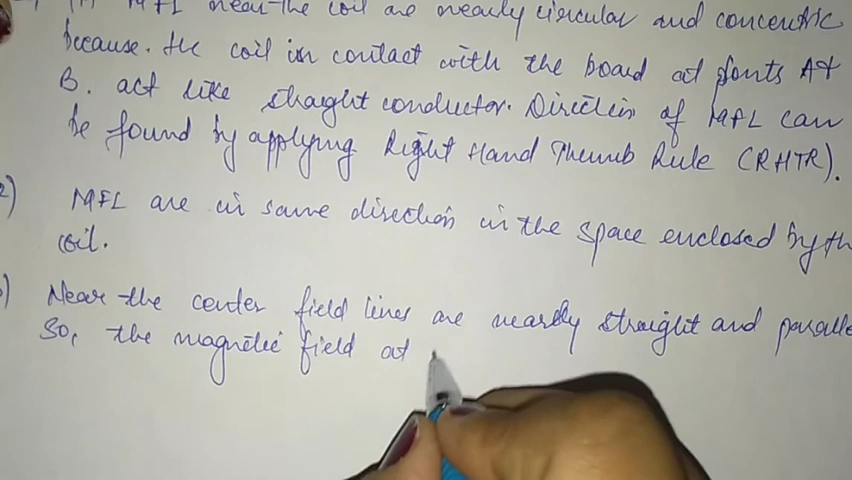 (1) MFL near the coil are nearly circular and concentric
because. the coil in contact with the board at points A &
B. act like straight conductor. Direction of MFL can
be found by applying Right Hand Thumb Rule (RHTR).
2) MFL are in same direction in the space enclosed by th
coil.
) Near the center field lines are nearly straight and paralle
So, the magnetic field at